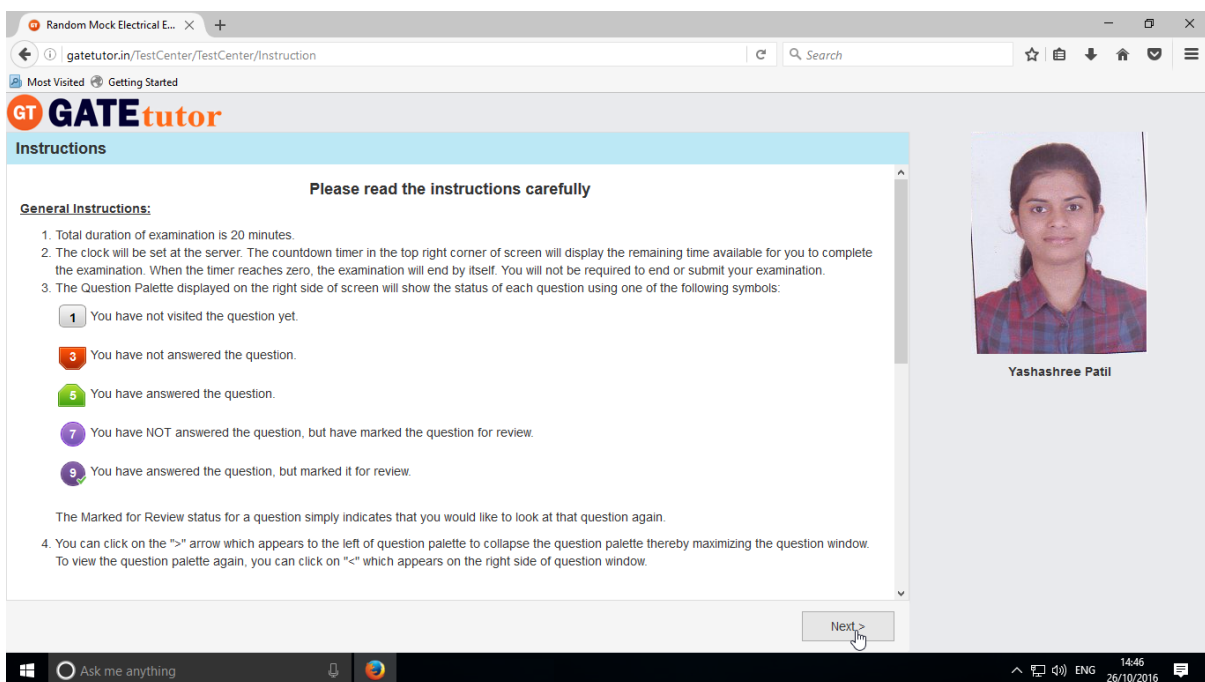 Random Mock Electrical E...
gatetutor.in/TestCenter/TestCenter/Instruction
Search
Most Visited Getting Started
GT GATEtutor
Instructions
Please read the instructions carefully
General Instructions:
1. Total duration of examination is 20 minutes.
2. The clock will be set at the server. The countdown timer in the top right corner of screen will display the remaining time available for you to complete
the examination. When the timer reaches zero, the examination will end by itself. You will not be required to end or submit your examination.
3. The Question Palette displayed on the right side of screen will show the status of each question using one of the following symbols:
1 You have not visited the question yet.
3 You have not answered the question.
5 You have answered the question.
7 You have NOT answered the question, but have marked the question for review.
9 You have answered the question, but marked it for review.
The Marked for Review status for a question simply indicates that you would like to look at that question again.
4. You can click on the ">" arrow which appears to the left of question palette to collapse the question palette thereby maximizing the question window.
To view the question palette again, you can click on "<" which appears on the right side of question window.
Yashashree Patil
Next >
Ask me anything
ENG
14:46
26/10/2016